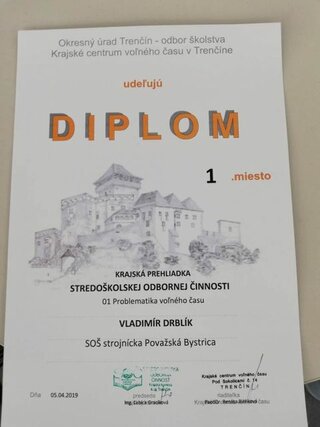 Okresný úrad Trenčín - odbor školstva
Krajské centrum voľného času v Trenčíne
udeľujú
DIPLOM
1 .miesto
KRAJSKÁ PREHLIADKA
STREDOŠKOLSKEJ ODBORNEJ ČINNOSTI
01 Problematika voľného času
VLADIMÍR DRBLÍK
SOŠ strojnícka Považská Bystrica
Krajské centrum voľného času
Pod Sokolicami č. 14
TRENČÍN
Dňa 05.04.2019
predseda
riaditeľka
Ing.